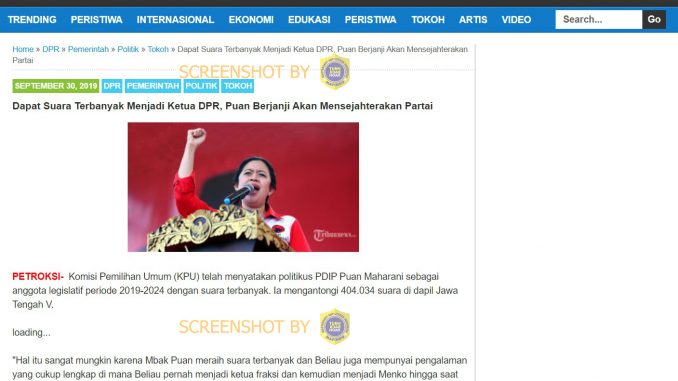 TRENDING PERISTIWA INTERNASIONAL EKONOMI EDUKASI PERISTIWA TOKOH ARTIS VIDEO Search... Go
Home » DPR » Pemerintah » Politik » Tokoh » Dapat Suara Terbanyak Menjadi Ketua DPR, Puan Berjanji Akan Mensejahterakan
Partai
SCREENSHOT BY
SEPTEMBER 30, 2019 DPR PEMERINTAH POLITIK TOKOH
Dapat Suara Terbanyak Menjadi Ketua DPR, Puan Berjanji Akan Mensejahterakan Partai
Tribunnews.com
PETROKSI- Komisi Pemilihan Umum (KPU) telah menyatakan politikus PDIP Puan Maharani sebagai
anggota legislatif periode 2019-2024 dengan suara terbanyak. Ia mengantongi 404.034 suara di dapil Jawa
Tengah V.
SCREENSHOT BY
loading...
"Hal itu sangat mungkin karena Mbak Puan meraih suara terbanyak dan Beliau juga mempunyai pengalaman
yang cukup lengkap di mana Beliau pernah menjadi ketua fraksi dan kemudian menjadi Menko hingga saat